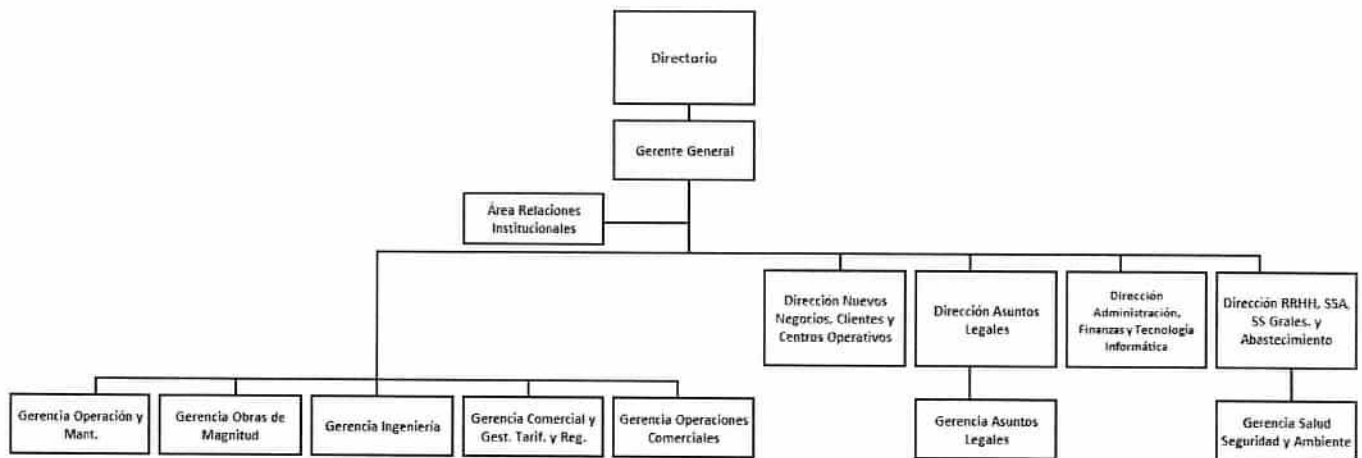 Directorio
Gerente General
Área Relaciones
Institucionales
Dirección Nuevos
Negocios, Clientes y
Centros Operativos
Dirección Asuntos
Legales
Dirección
Administración,
Finanzas y Tecnología
Informática
Dirección RRHH, SSA,
SS Grales. y
Abastecimiento
Gerencia Operación y
Mant.
Gerencia Obras de
Magnitud
Gerencia Ingeniería
Gerencia Comercial y
Gest. Tarif. y Reg.
Gerencia Operaciones
Comerciales
Gerencia Asuntos
Legales
Gerencia Salud
Seguridad y Ambiente